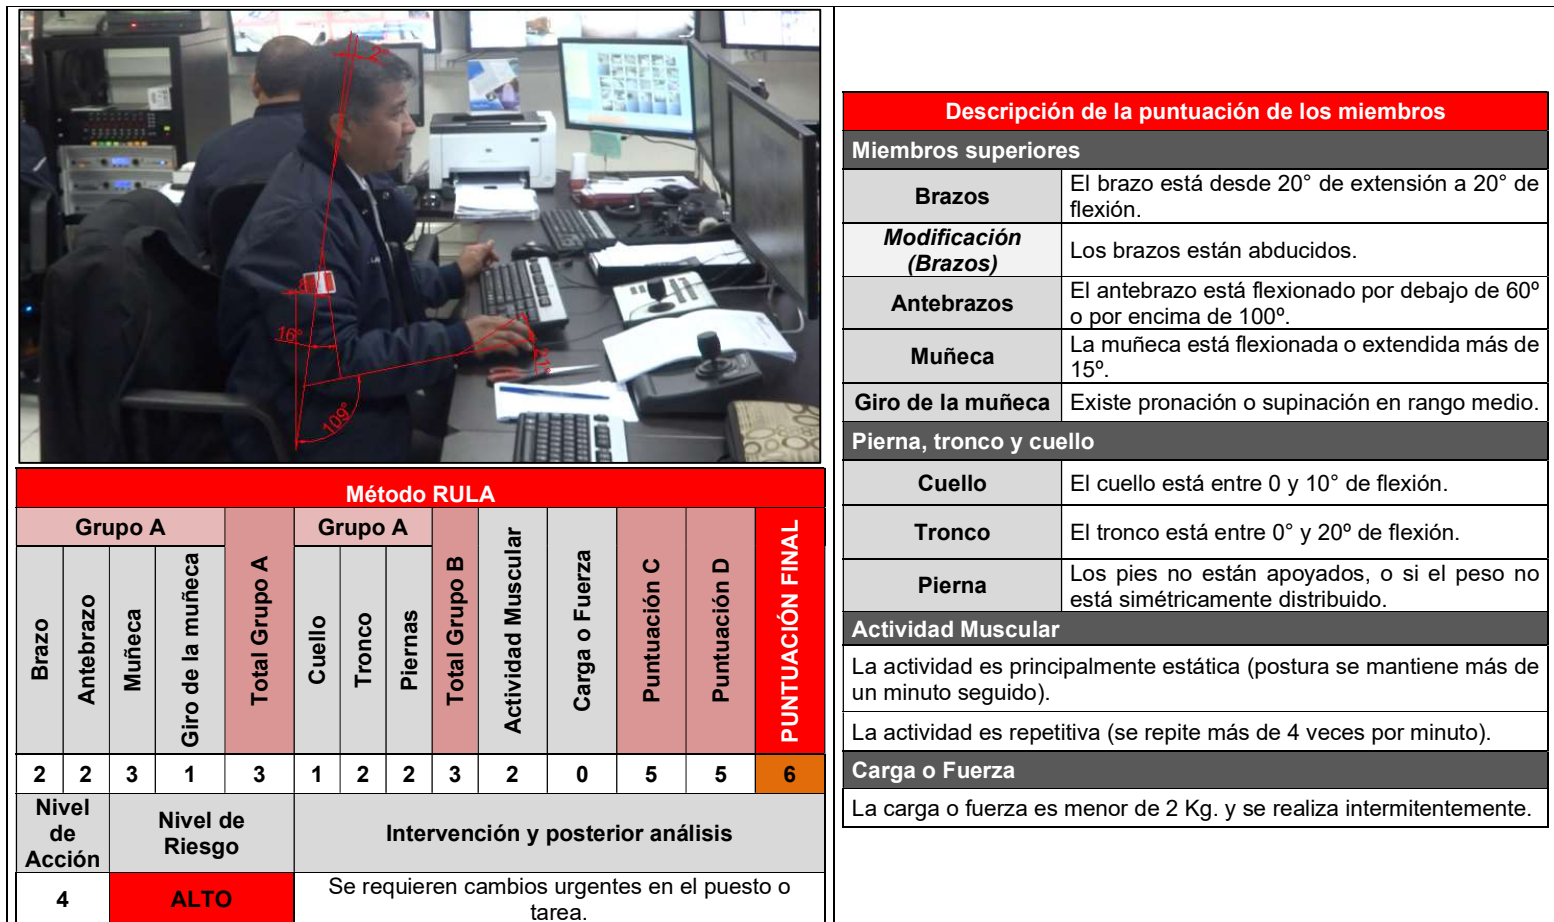 2°
16°
109°
21°
Método RULA
Grupo A
Grupo A
Brazo
Antebrazo
Muñeca
Giro de la muñeca
Total Grupo A
Cuello
Tronco
Piernas
Total Grupo B
Actividad Muscular
Carga o Fuerza
Puntuación C
Puntuación D
PUNTUACIÓN FINAL
2 2 3 1 3 1 2 2 3 2 0 5 5 6
Nivel
de
Acción
Nivel de
Riesgo
Intervención y posterior análisis
4
ALTO
Se requieren cambios urgentes en el puesto o
tarea.
Descripción de la puntuación de los miembros
Miembros superiores
Brazos
El brazo está desde 20° de extensión a 20° de
flexión.
Modificación
(Brazos)
Los brazos están abducidos.
Antebrazos
El antebrazo está flexionado por debajo de 60º
o por encima de 100º.
Muñeca
La muñeca está flexionada o extendida más de
15º.
Giro de la muñeca
Existe pronación o supinación en rango medio.
Pierna, tronco y cuello
Cuello
El cuello está entre 0 y 10° de flexión.
Tronco
El tronco está entre 0° y 20º de flexión.
Pierna
Los pies no están apoyados, o si el peso no
está simétricamente distribuido.
Actividad Muscular
La actividad es principalmente estática (postura se mantiene más de
un minuto seguido).
La actividad es repetitiva (se repite más de 4 veces por minuto).
Carga o Fuerza
La carga o fuerza es menor de 2 Kg. y se realiza intermitentemente.